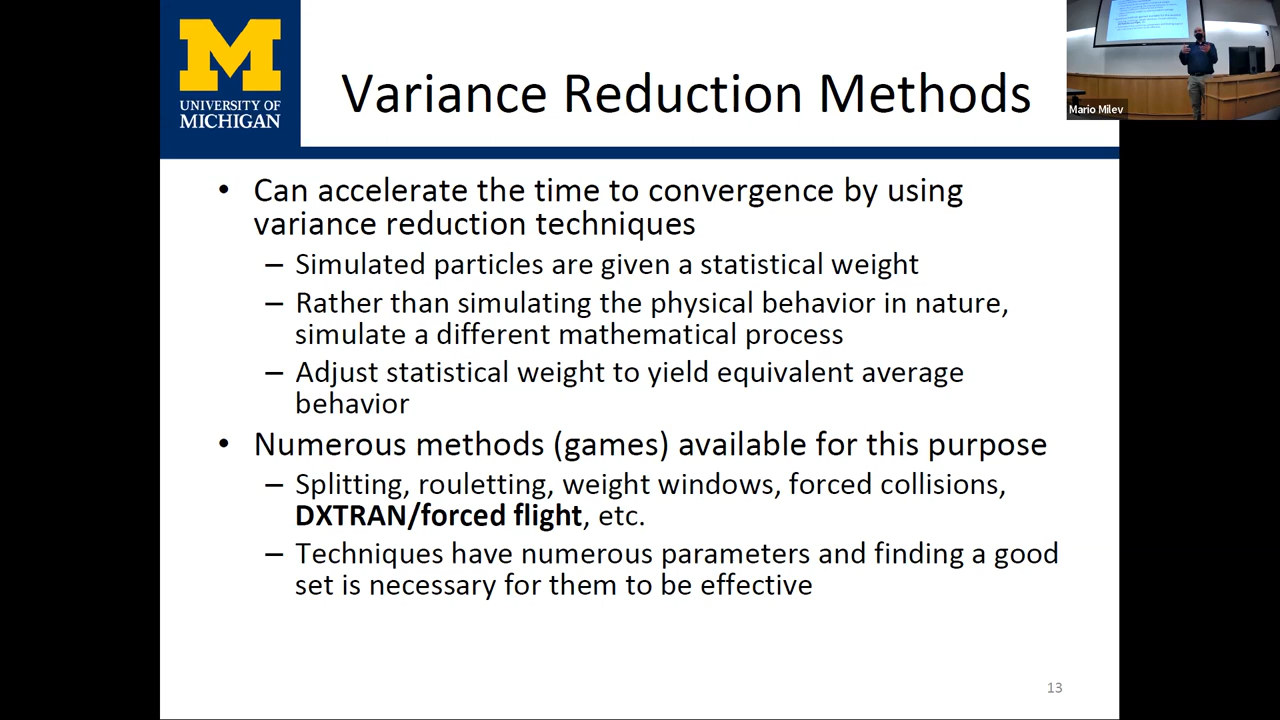 UNIVERSITY OF
MICHIGAN
Variance Reduction Methods
Mario Milev
• Can accelerate the time to convergence by using
variance reduction techniques
– Simulated particles are given a statistical weight
– Rather than simulating the physical behavior in nature,
simulate a different mathematical process
– Adjust statistical weight to yield equivalent average
behavior
• Numerous methods (games) available for this purpose
– Splitting, rouletting, weight windows, forced collisions,
DXTRAN/forced flight, etc.
– Techniques have numerous parameters and finding a good
set is necessary for them to be effective
13